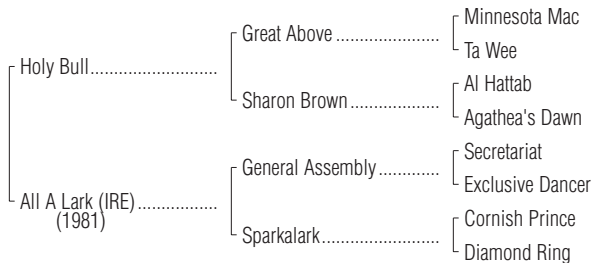 Minnesota Mac
Great Above
Ta Wee
Holy Bull
Al Hattab
Sharon Brown
Agathea's Dawn
Secretariat
General Assembly
Exclusive Dancer
All A Lark (IRE)
(1981)
Cornish Prince
Sparkalark
Diamond Ring